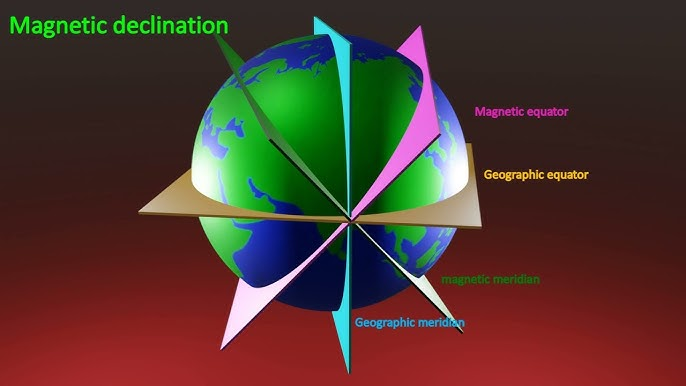 Magnetic declination
Magnetic equator
Geographic equator
magnetic meridian
Geographic meridian